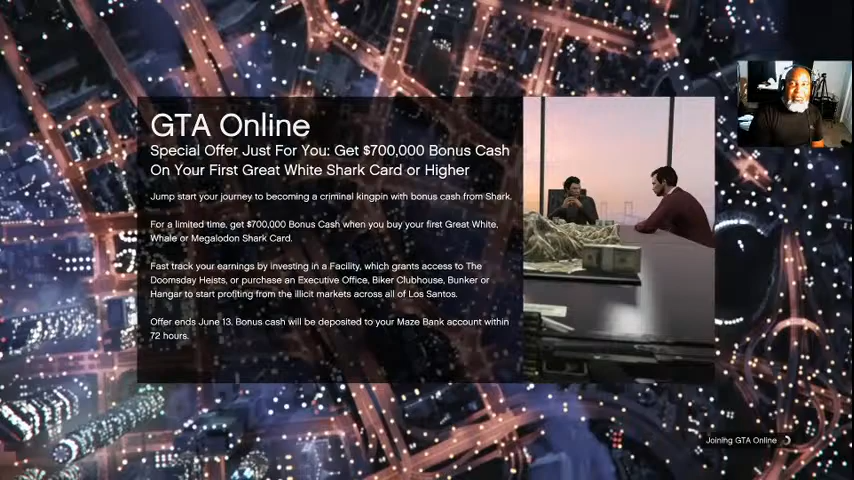 GTA Online
Special Offer Just For You: Get $700,000 Bonus Cash
On Your First Great White Shark Card or Higher
Jump start your journey to becoming a criminal kingpin with bonus cash from Shark.
For a limited time, get $700,000 Bonus Cash when you buy your first Great White,
Whale or Megalodon Shark Card.
Fast track your earnings by investing in a Facility, which grants access to The
Doomsday Heists, or purchase an Executive Office, Biker Clubhouse, Bunker or
Hangar to start profiting from the illicit markets across all of Los Santos.
Offer ends June 13. Bonus cash will be deposited to your Maze Bank account within
72 hours.
Joining GTA Online